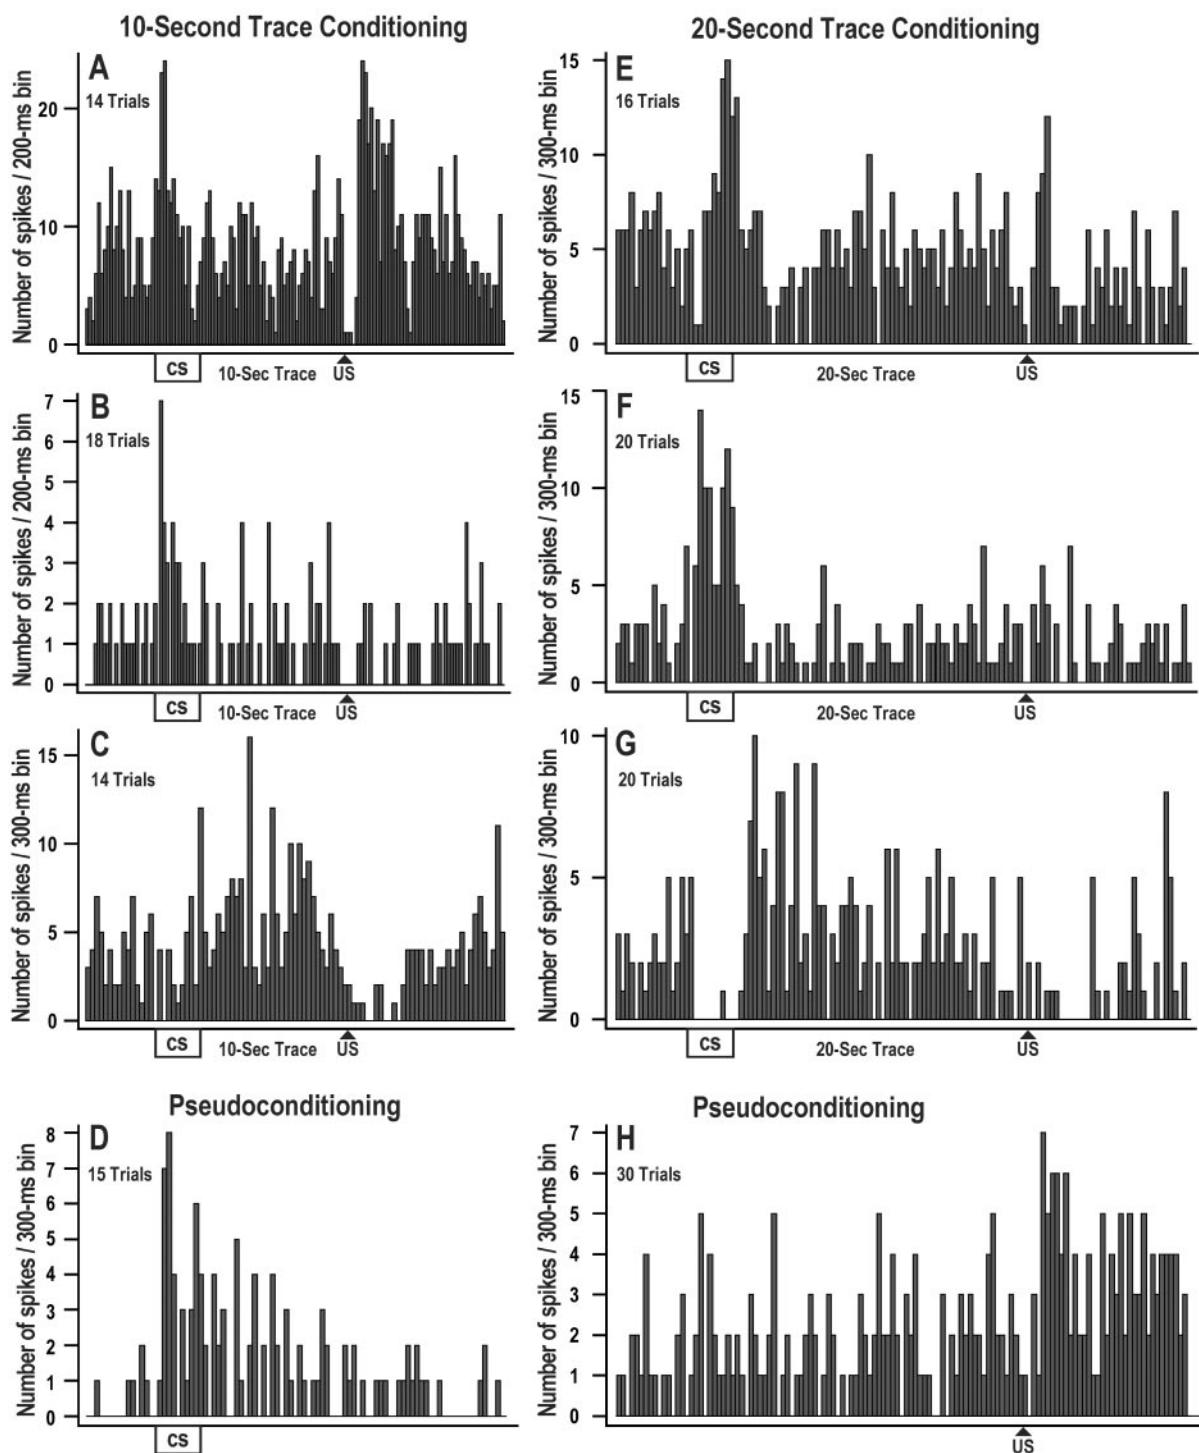 10-Second Trace Conditioning
20-Second Trace Conditioning
A
14 Trials
Number of spikes / 200-ms bin
20
10
0
CS
10-Sec Trace
US
E
16 Trials
Number of spikes / 300-ms bin
15
10
5
0
CS
20-Sec Trace
US
B
18 Trials
Number of spikes / 200-ms bin
7
6
5
4
3
2
1
0
CS
10-Sec Trace
US
F
20 Trials
Number of spikes / 300-ms bin
15
10
5
0
CS
20-Sec Trace
US
C
14 Trials
Number of spikes / 300-ms bin
15
10
5
0
CS
10-Sec Trace
US
G
20 Trials
Number of spikes / 300-ms bin
10
5
0
CS
20-Sec Trace
US
Pseudoconditioning
Pseudoconditioning
D
15 Trials
Number of spikes / 300-ms bin
8
7
6
5
4
3
2
1
0
CS
H
30 Trials
Number of spikes / 300-ms bin
7
6
5
4
3
2
1
0
US